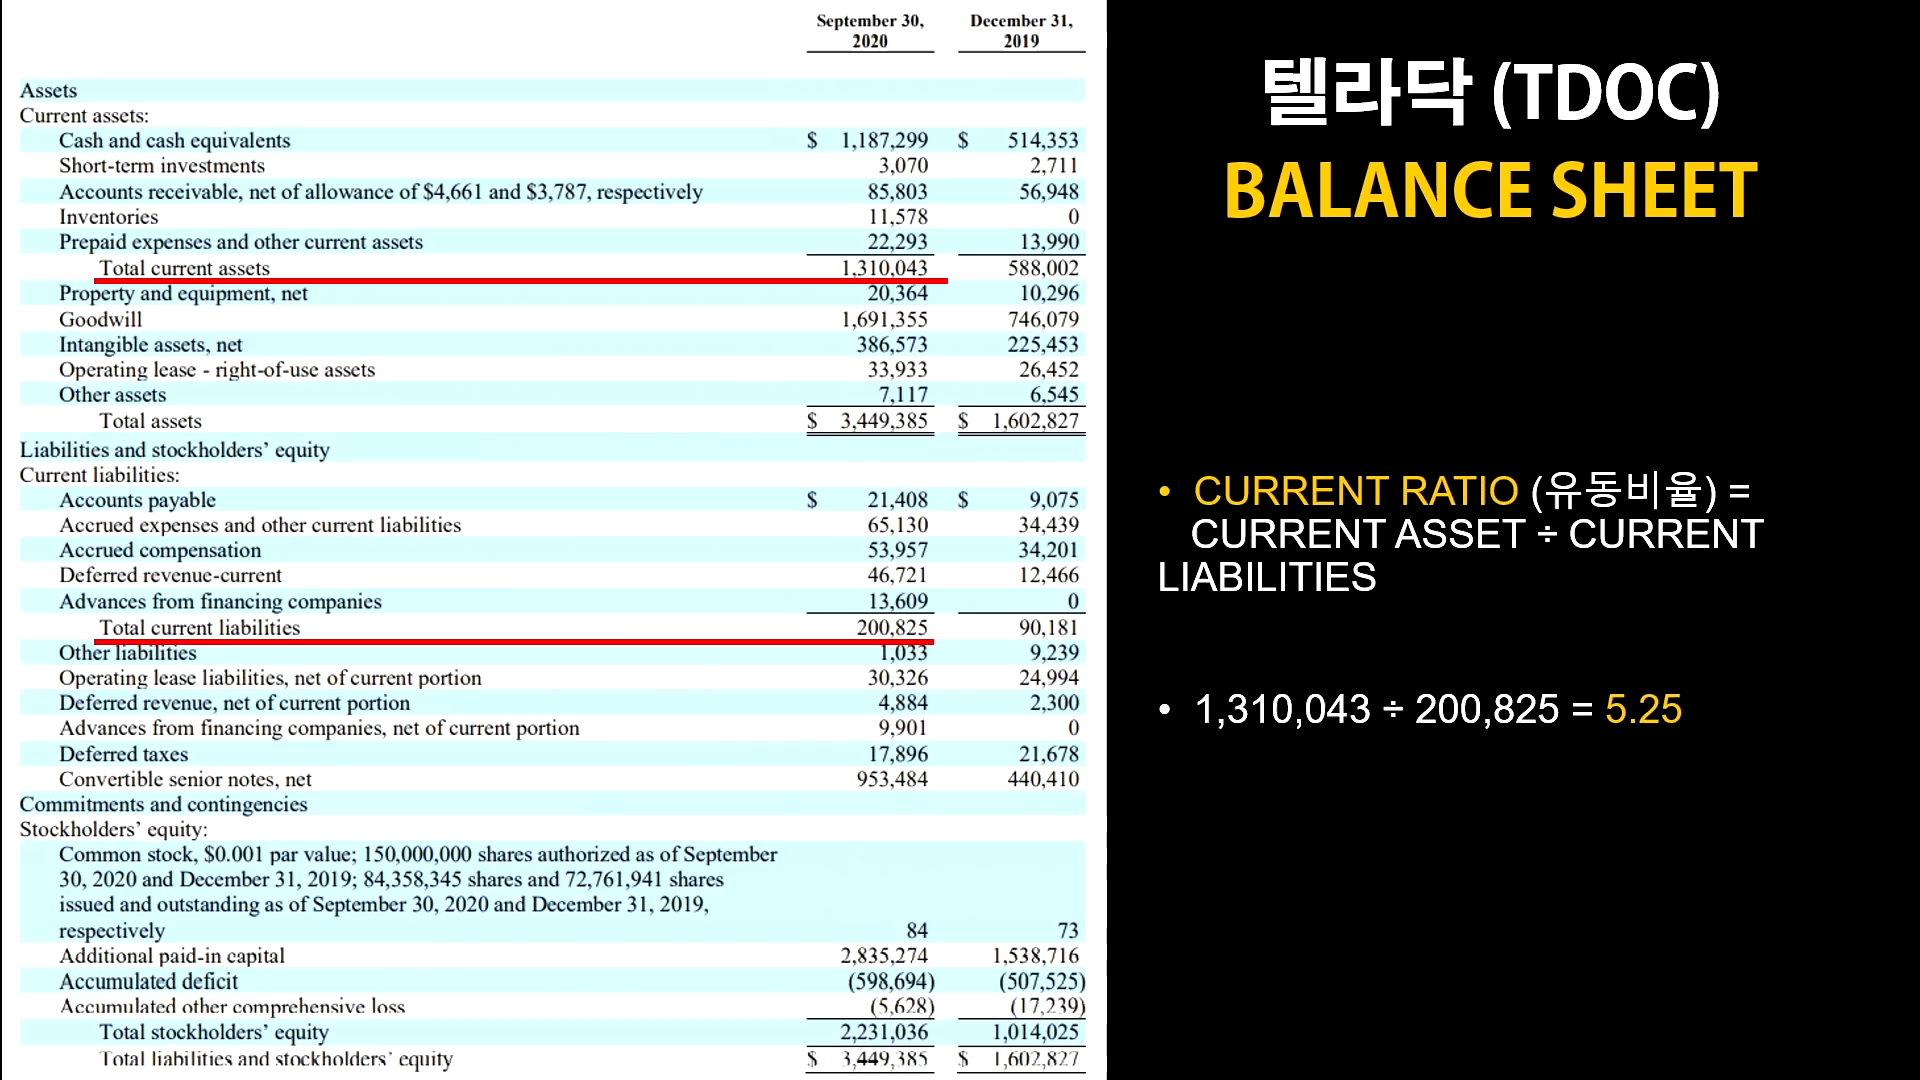 September 30, December 31,
2020 2019
Assets
Current assets:
Cash and cash equivalents $ 1,187,299 $ 514,353
Short-term investments 3,070 2,711
Accounts receivable, net of allowance of $4,661 and $3,787, respectively 85,803 56,948
Inventories 11,578 0
Prepaid expenses and other current assets 22,293 13,990
Total current assets 1,310,043 588,002
Property and equipment, net 20,364 10,296
Goodwill 1,691,355 746,079
Intangible assets, net 386,573 225,453
Operating lease - right-of-use assets 33,933 26,452
Other assets 7,117 6,545
Total assets $ 3,449,385 $ 1,602,827
Liabilities and stockholders’ equity
Current liabilities:
Accounts payable $ 21,408 $ 9,075
Accrued expenses and other current liabilities 65,130 34,439
Accrued compensation 53,957 34,201
Deferred revenue-current 46,721 12,466
Advances from financing companies 13,609 0
Total current liabilities 200,825 90,181
Other liabilities 1,033 9,239
Operating lease liabilities, net of current portion 30,326 24,994
Deferred revenue, net of current portion 4,884 2,300
Advances from financing companies, net of current portion 9,901 0
Deferred taxes 17,896 21,678
Convertible senior notes, net 953,484 440,410
Commitments and contingencies
Stockholders’ equity:
Common stock, $0.001 par value; 150,000,000 shares authorized as of September
30, 2020 and December 31, 2019; 84,358,345 shares and 72,761,941 shares
issued and outstanding as of September 30, 2020 and December 31, 2019,
respectively 84 73
Additional paid-in capital 2,835,274 1,538,716
Accumulated deficit (598,694) (507,525)
Accumulated other comprehensive loss (5,628) (17,239)
Total stockholders’ equity 2,231,036 1,014,025
Total liabilities and stockholders’ equity $ 3,449,385 $ 1,602,827
텔라닥 (TDOC)
BALANCE SHEET
• CURRENT RATIO (유동비율) =
CURRENT ASSET ÷ CURRENT
LIABILITIES
• 1,310,043 ÷ 200,825 = 5.25